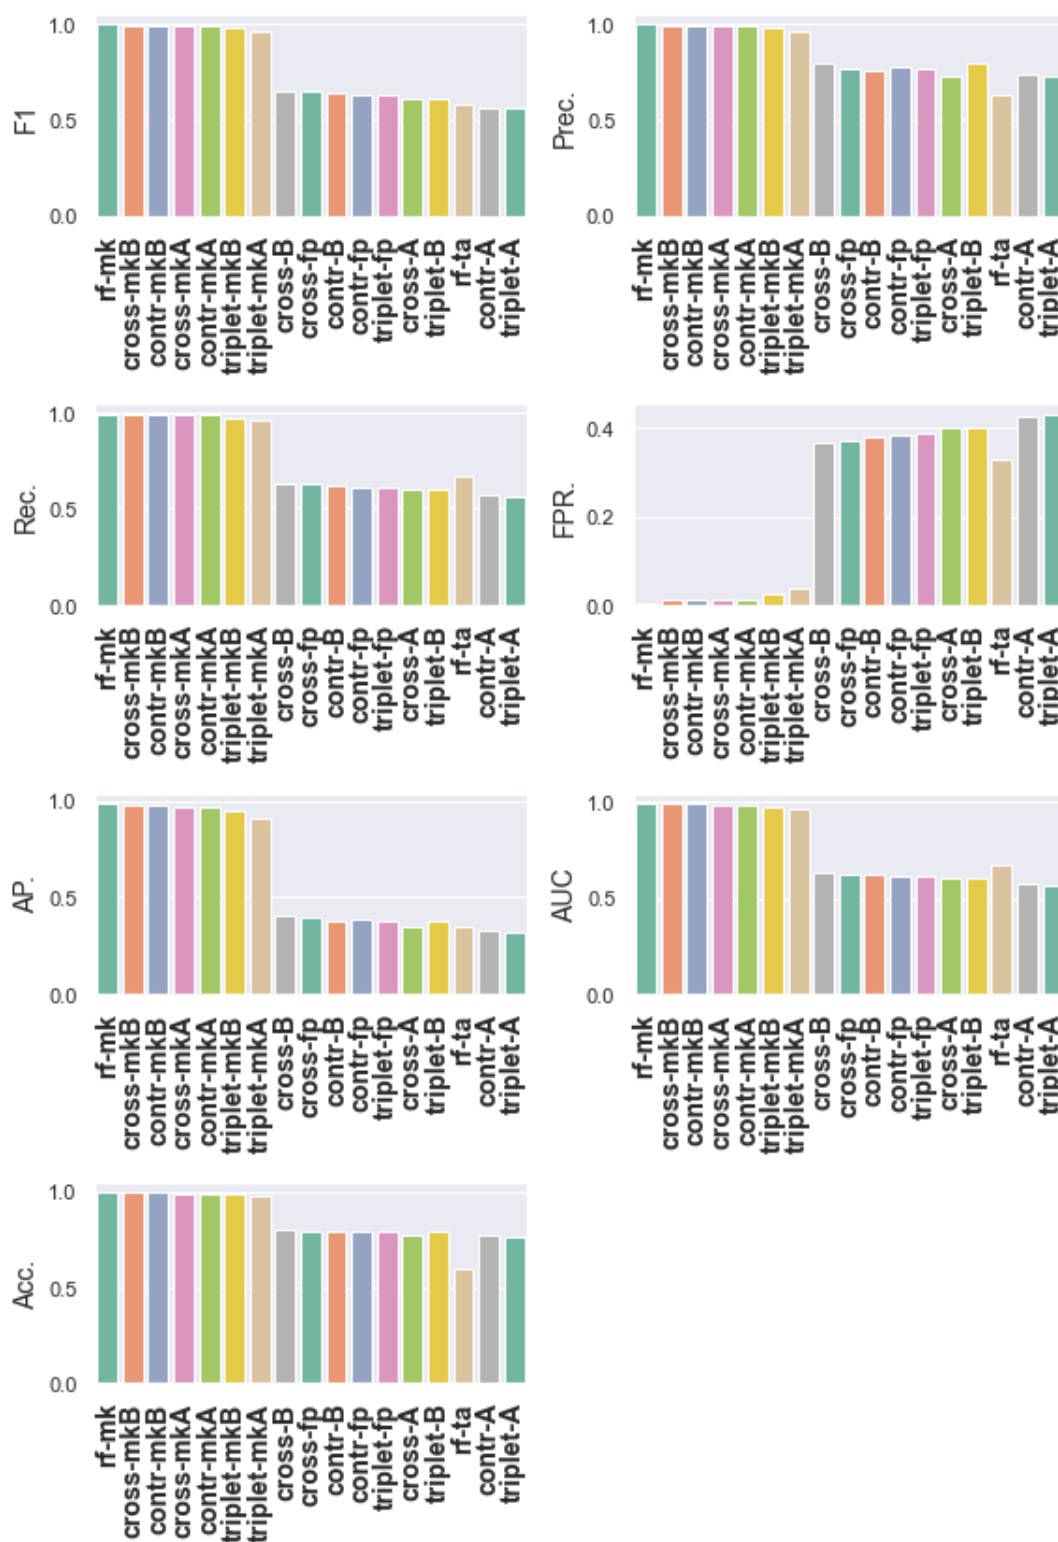 F1
1.0
0.5
0.0
rf-mk
cross-mkB
contr-mkB
cross-mkA
contr-mkA
triplet-mkB
triplet-mkA
cross-B
cross-fp
contr-B
contr-fp
triplet-fp
cross-A
triplet-B
rf-ta
contr-A
triplet-A
Prec.
1.0
0.5
0.0
rf-mk
cross-mkB
contr-mkB
cross-mkA
contr-mkA
triplet-mkB
triplet-mkA
cross-B
cross-fp
contr-B
contr-fp
triplet-fp
cross-A
triplet-B
rf-ta
contr-A
triplet-A
Rec.
1.0
0.5
0.0
rf-mk
cross-mkB
contr-mkB
cross-mkA
contr-mkA
triplet-mkB
triplet-mkA
cross-B
cross-fp
contr-B
contr-fp
triplet-fp
cross-A
triplet-B
rf-ta
contr-A
triplet-A
FPR.
0.4
0.2
0.0
rf-mk
cross-mkB
contr-mkB
cross-mkA
contr-mkA
triplet-mkB
triplet-mkA
cross-B
cross-fp
contr-B
contr-fp
triplet-fp
cross-A
triplet-B
rf-ta
contr-A
triplet-A
AP.
1.0
0.5
0.0
rf-mk
cross-mkB
contr-mkB
cross-mkA
contr-mkA
triplet-mkB
triplet-mkA
cross-B
cross-fp
contr-B
contr-fp
triplet-fp
cross-A
triplet-B
rf-ta
contr-A
triplet-A
AUC
1.0
0.5
0.0
rf-mk
cross-mkB
contr-mkB
cross-mkA
contr-mkA
triplet-mkB
triplet-mkA
cross-B
cross-fp
contr-B
contr-fp
triplet-fp
cross-A
triplet-B
rf-ta
contr-A
triplet-A
Acc.
1.0
0.5
0.0
rf-mk
cross-mkB
contr-mkB
cross-mkA
contr-mkA
triplet-mkB
triplet-mkA
cross-B
cross-fp
contr-B
contr-fp
triplet-fp
cross-A
triplet-B
rf-ta
contr-A
triplet-A